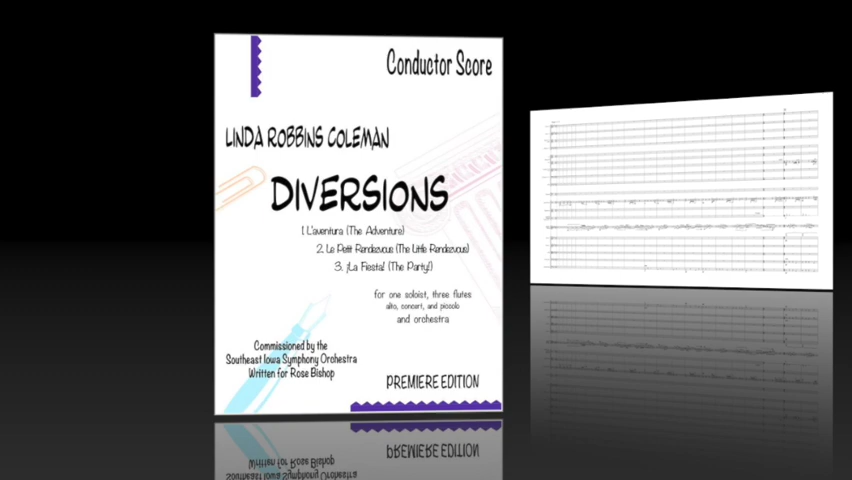 Conductor Score
LINDA ROBBINS COLEMAN
DIVERSIONS
1. L'aventura (The Adventure)
2. Le Petit Rendezvous (The Little Rendezvous)
3. ¡La Fiesta! (The Party!)
for one soloist, three flutes
alto, concert, and piccolo
and orchestra
Commissioned by the
Southeast Iowa Symphony Orchestra
Written for Rose Bishop
PREMIERE EDITION